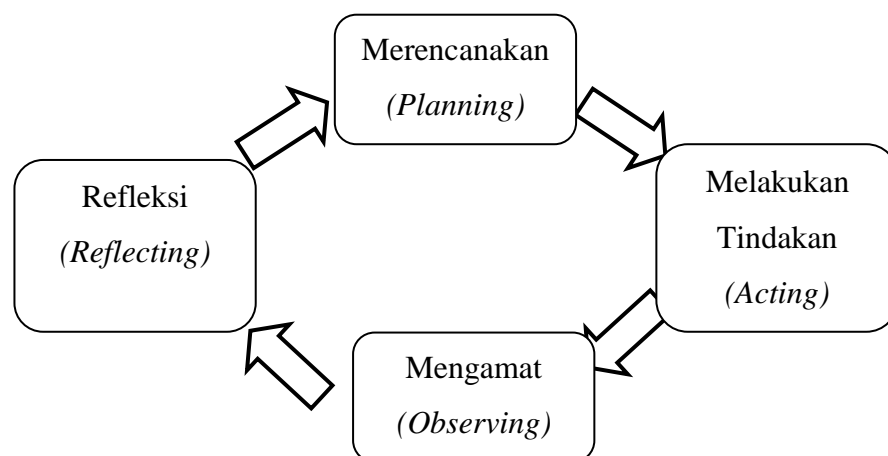 Merencanakan
(Planning)
Melakukan
Tindakan
(Acting)
Mengamat
(Observing)
Refleksi
(Reflecting)